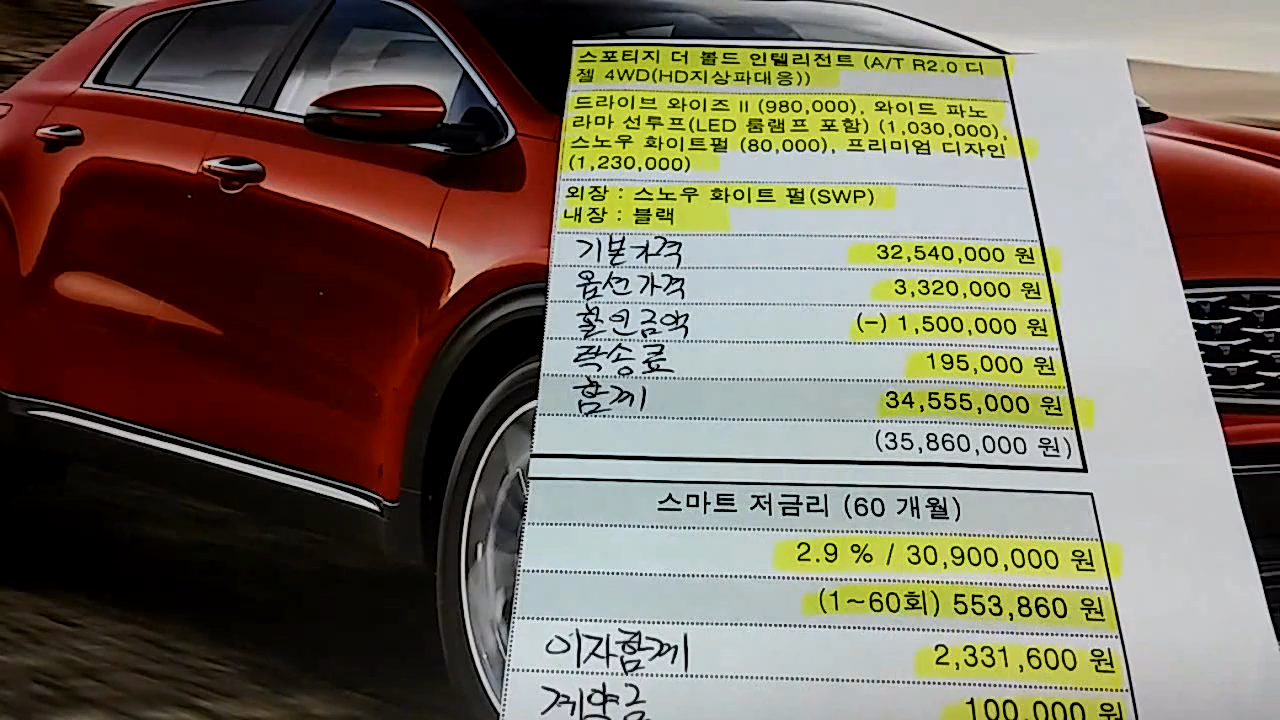 스포티지 더 볼드 인텔리전트 (A/T R2.0 디
젤 4WD(HD지상파대응))
드라이브 와이즈 II (980,000), 와이드 파노
라마 선루프(LED 룸램프 포함) (1,030,000),
스노우 화이트펄 (80,000), 프리미엄 디자인
(1,230,000)
외장 : 스노우 화이트 펄(SWP)
내장 : 블랙
기본가격 32,540,000 원
옵션가격 3,320,000 원
할인금액 (-) 1,500,000 원
탁송료 195,000 원
함계 34,555,000 원
(35,860,000 원)
스마트 저금리 (60 개월)
2.9 % / 30,900,000 원
(1~60회) 553,860 원
이자함계 2,331,600 원
계약금 100,000 원